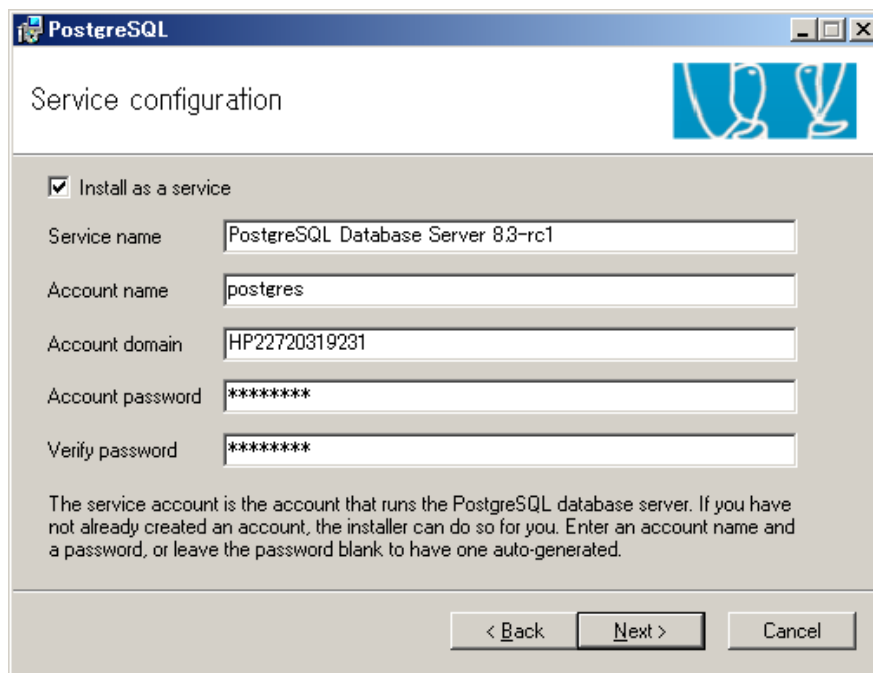 PostgreSQL
Service configuration
Install as a service
Service name PostgreSQL Database Server 8.3-rc1
Account name postgres
Account domain HP22720319231
Account password ********
Verify password ********
The service account is the account that runs the PostgreSQL database server. If you have
not already created an account, the installer can do so for you. Enter an account name and
a password, or leave the password blank to have one auto-generated.
< Back Next > Cancel